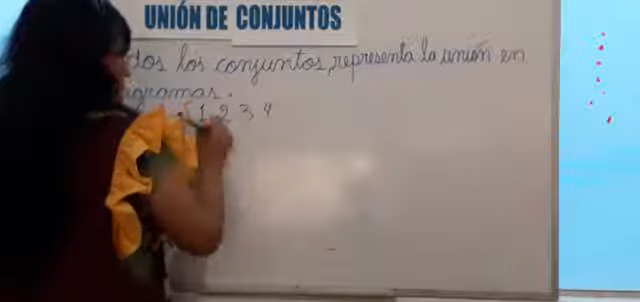 UNIÓN DE CONJUNTOS
dos los conjuntos, representa la unión en
gramas.
1 2 3 4